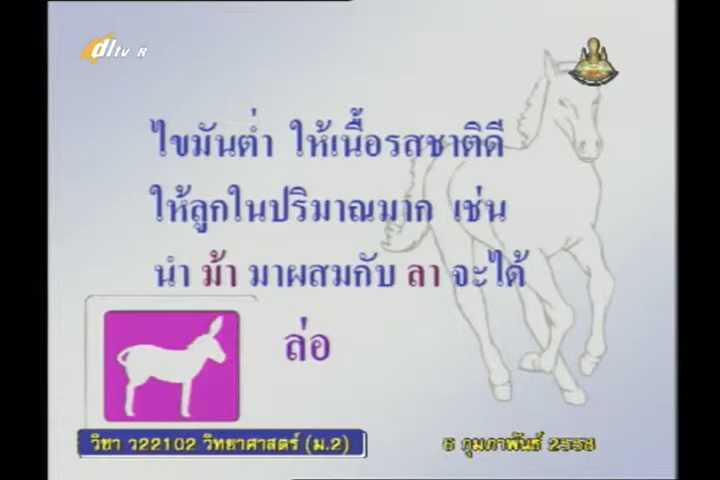 dltv 8
ไขมันต่ำ ให้เนื้อรสชาติดี
ให้ลูกในปริมาณมาก เช่น
นำ ม้า มาผสมกับ ลา จะได้
ล่อ
วิชา ว22102 วิทยาศาสตร์ (ม.2)
6 กุมภาพันธ์ 2558